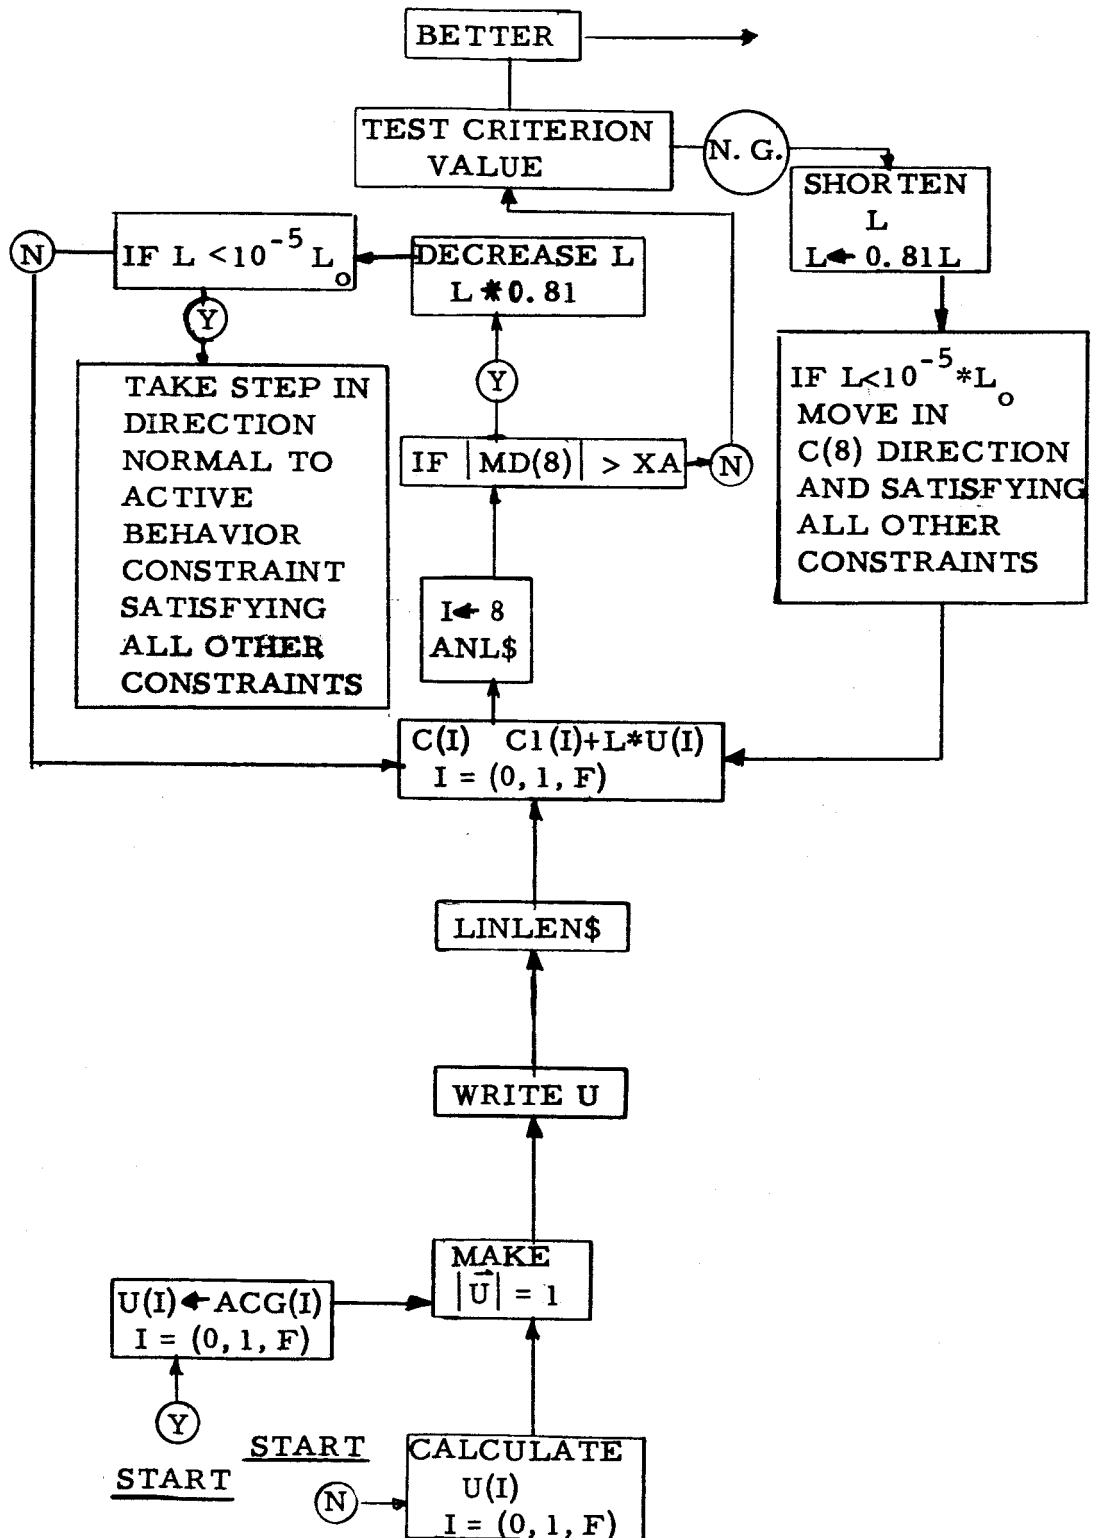 BETTER
TEST CRITERION
VALUE
N. G.
SHORTEN
L
L← 0.81L
N
IF L <10^-5 L_o
DECREASE L
L *0.81
Y
Y
TAKE STEP IN
DIRECTION
NORMAL TO
ACTIVE
BEHAVIOR
CONSTRAINT
SATISFYING
ALL OTHER
CONSTRAINTS
IF |MD(8)| > XA
N
IF L<10^-5 *L_o
MOVE IN
C(8) DIRECTION
AND SATISFYING
ALL OTHER
CONSTRAINTS
I← 8
ANL$
C(I) C1(I)+L*U(I)
I = (0, 1, F)
LINLEN$
WRITE U
MAKE
|U⃗| = 1
U(I)← ACG(I)
I = (0, 1, F)
Y
START
START
N
CALCULATE
U(I)
I = (0, 1, F)